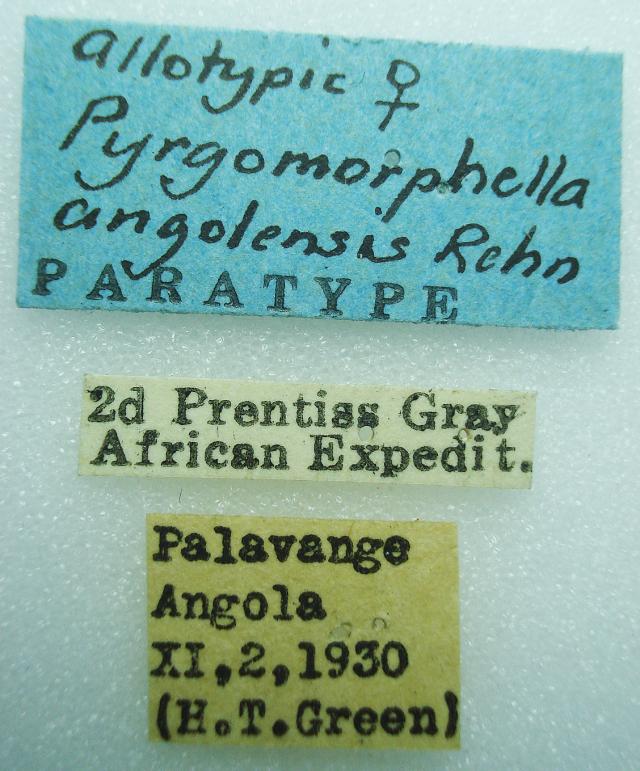 allotypic ♀
Pyrgomorphella
angolensis Rehn
PARATYPE
2d Prentiss Gray
African Expedit.
Palavange
Angola
XI,2,1930
(H.T.Green)